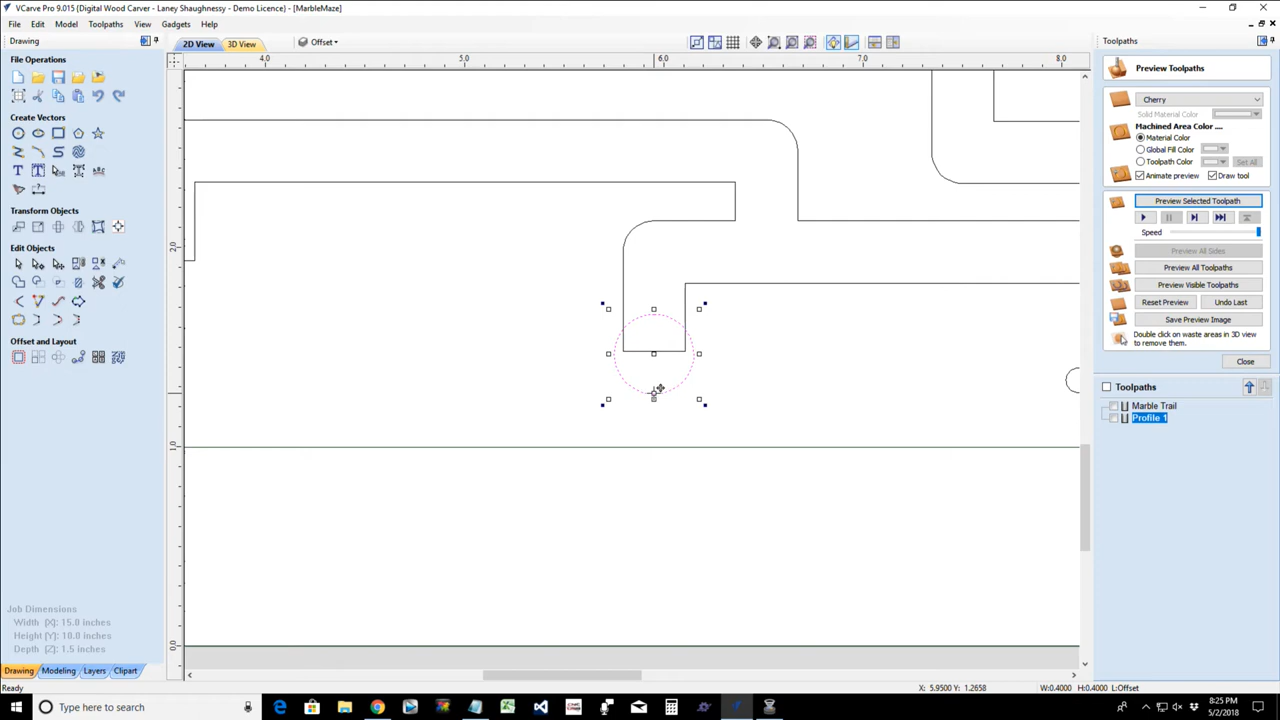 VCarve Pro 9.015 {Digital Wood Carver - Laney Shaughnessy - Demo Licence} - [MarbleMaze]
File Edit Model Toolpaths View Gadgets Help
Drawing
2D View 3D View Offset
Toolpaths
File Operations
Create Vectors
Transform Objects
Edit Objects
Offset and Layout
Job Dimensions
Width (X): 15.0 inches
Height (Y): 10.0 inches
Depth (Z): 1.5 inches
Drawing Modeling Layers Clipart
4.0 5.0 6.0 7.0 8.0
2.0
1.0
0.0
Preview Toolpaths
Cherry
Solid Material Color
Machined Area Color ....
Material Color
Global Fill Color
Toolpath Color Set All
Animate preview Draw tool
Preview Selected Toolpath
Speed
Preview All Sides
Preview All Toolpaths
Preview Visible Toolpaths
Reset Preview Undo Last
Save Preview Image
Double click on waste areas in 3D view
to remove them.
Close
Toolpaths
Marble Trail
Profile 1
Ready X: 5.9500 Y: 1.2658 W:0.4000 H:0.4000 L:Offset
Type here to search
8:25 PM
5/2/2018